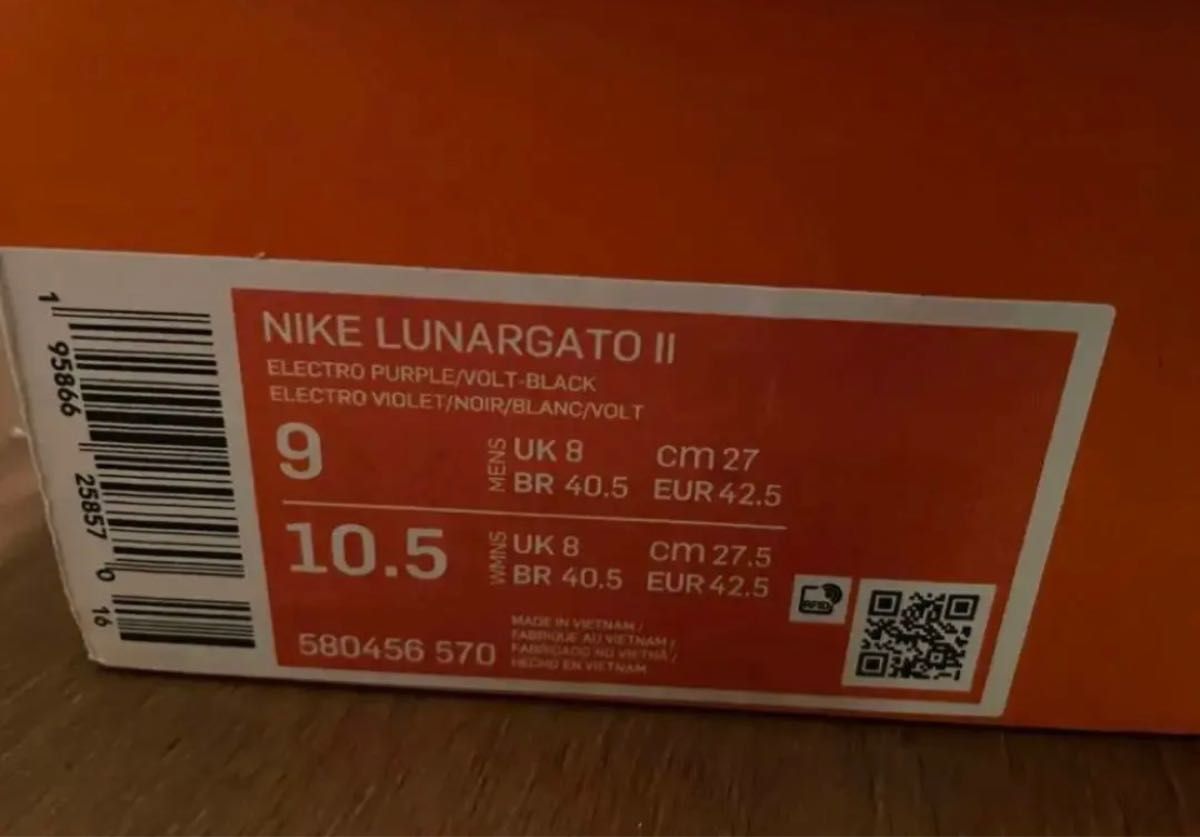 1 95866 25857 0 16
NIKE LUNARGATO II
ELECTRO PURPLE/VOLT-BLACK
ELECTRO VIOLET/NOIR/BLANC/VOLT
9 MENS UK 8 cm 27
BR 40.5 EUR 42.5
10.5 WMNS UK 8 cm 27.5
BR 40.5 EUR 42.5
RFID
580456 570
MADE IN VIETNAM /
FABRIQUE AU VIETNAM /
FABRICADO NO VIETNÃ /
HECHO EN VIETNAM